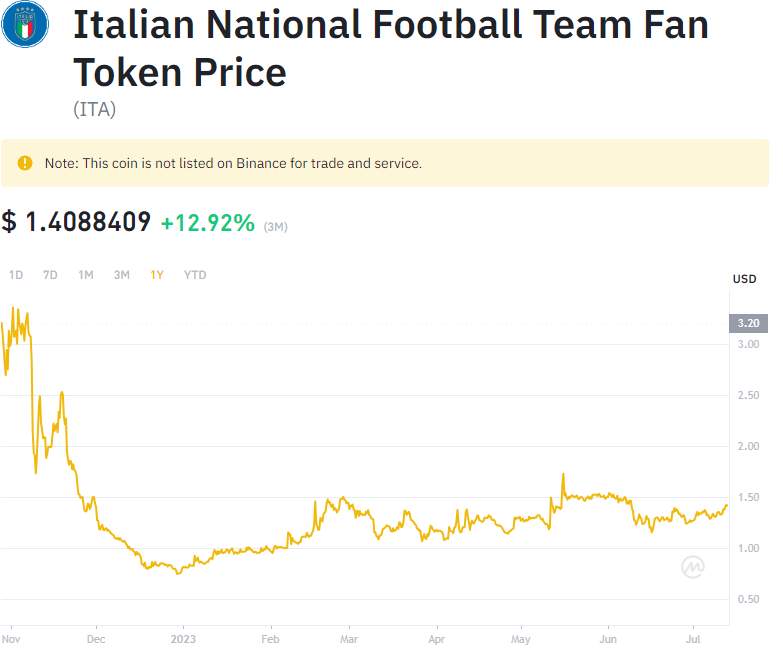 Italian National Football Team Fan
Token Price
(ITA)
Note: This coin is not listed on Binance for trade and service.
$ 1.4088409 +12.92% (3M)
1D 7D 1M 3M 1Y YTD
USD
3.20
3.00
2.50
2.00
1.50
1.00
0.50
Nov Dec 2023 Feb Mar Apr May Jun Jul